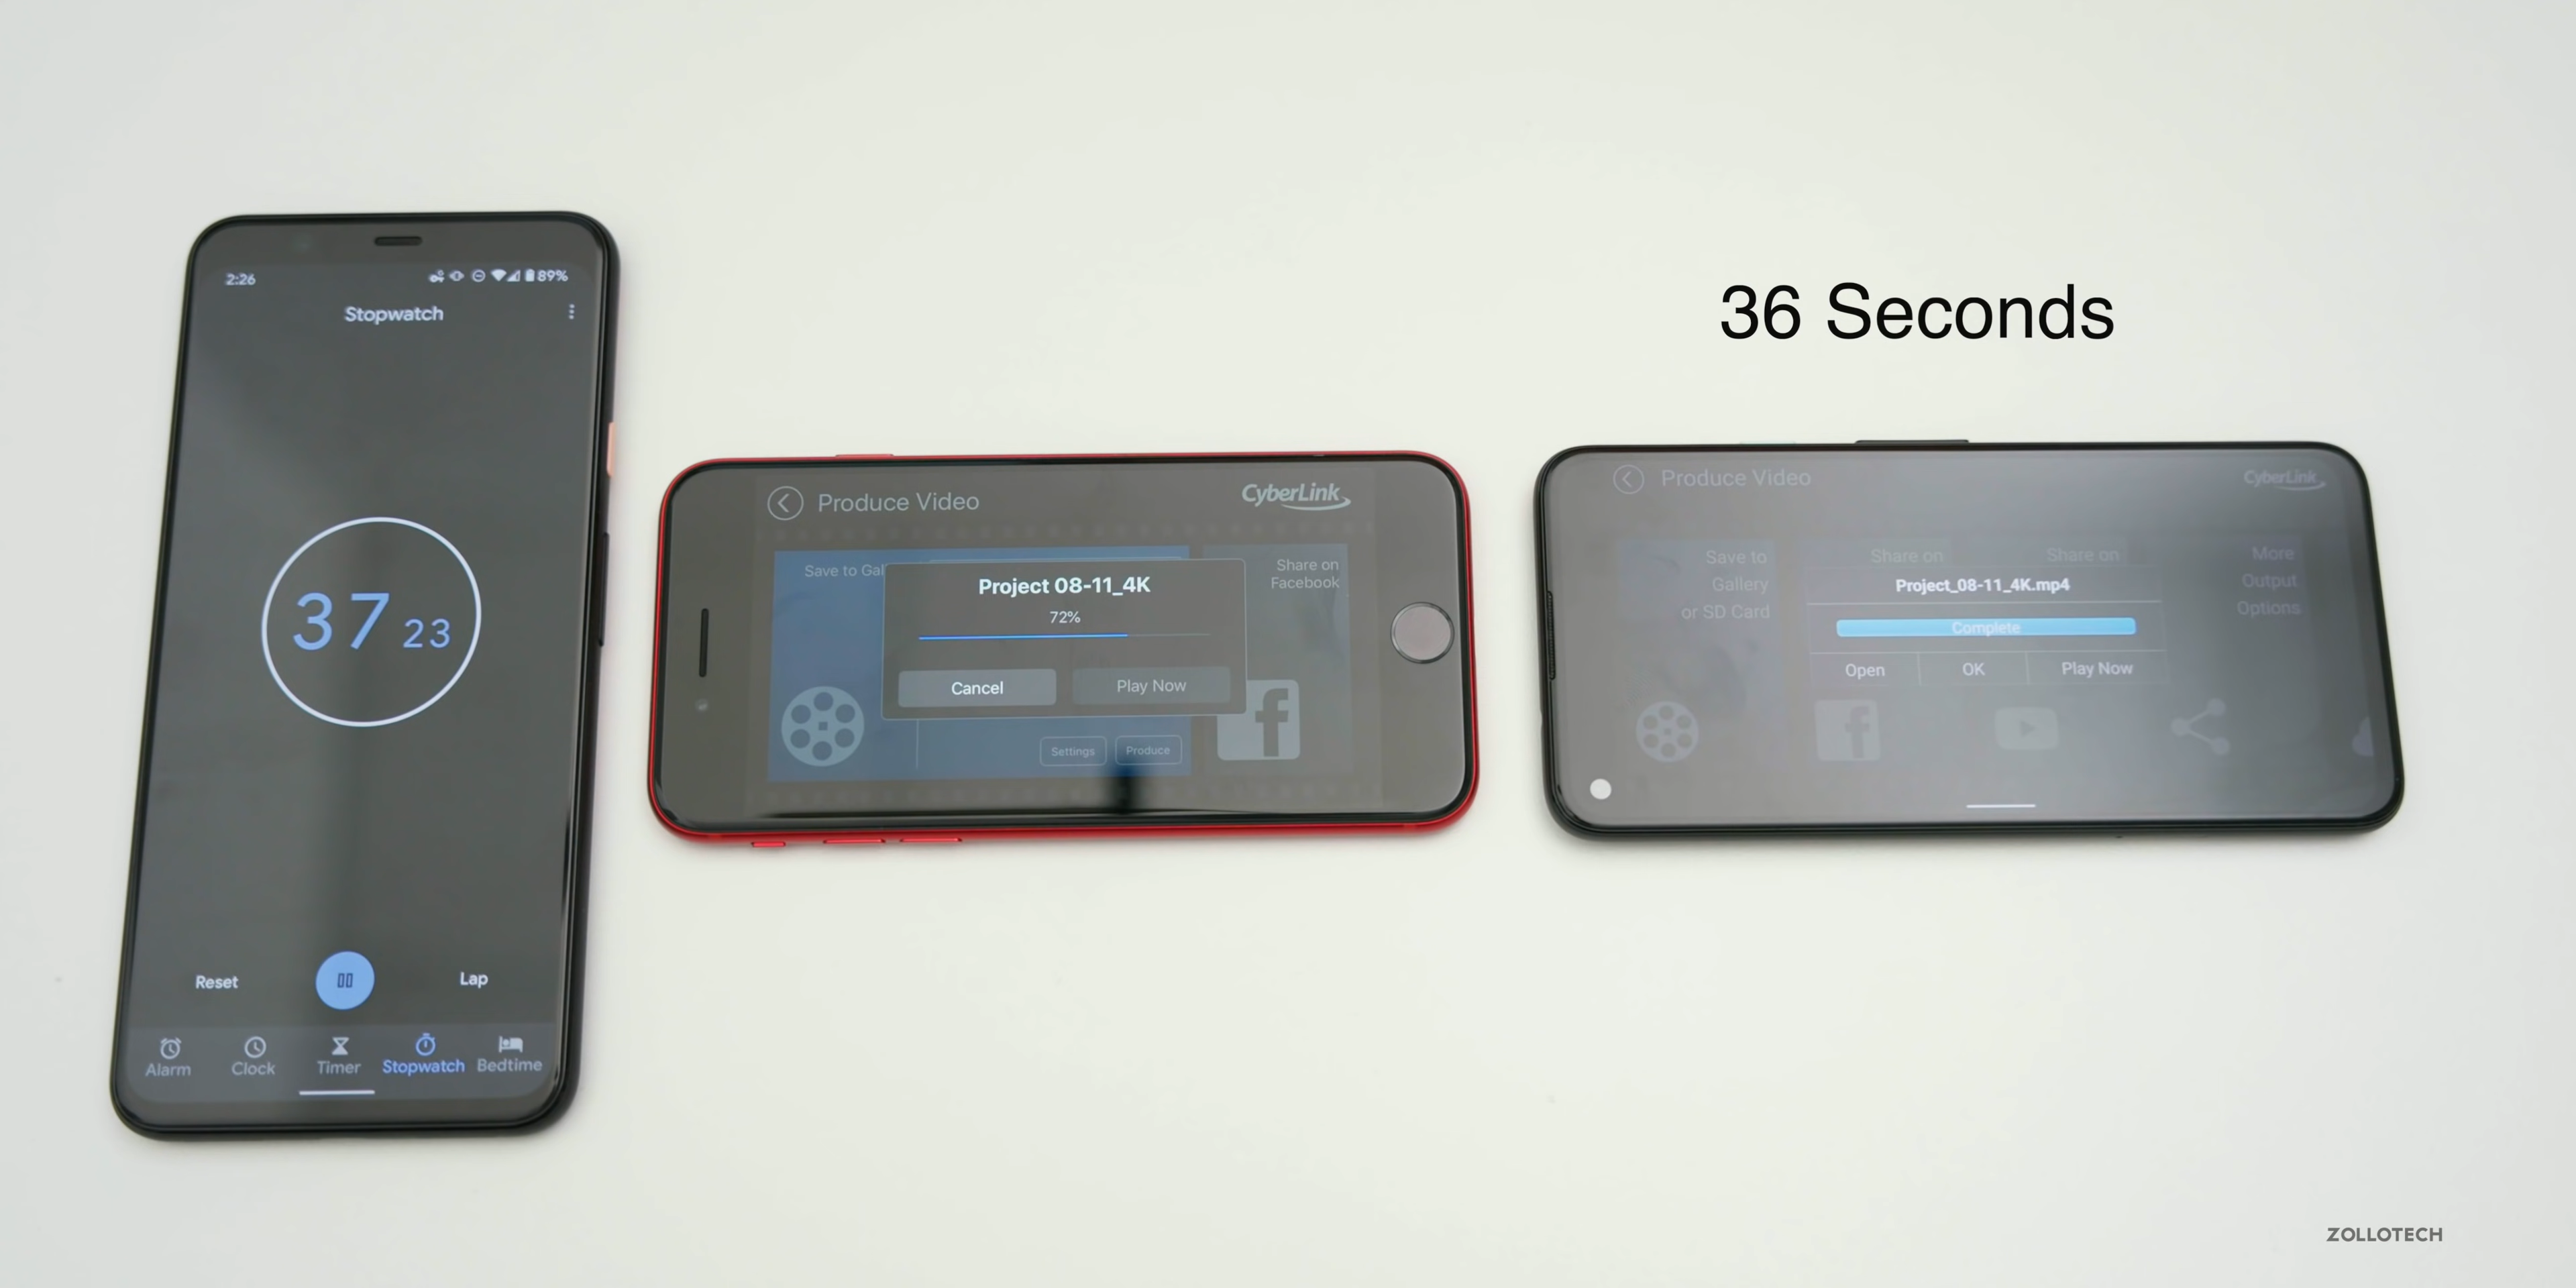 36 Seconds
2:26 89%
Stopwatch
37 23
Reset Lap
Alarm Clock Timer Stopwatch Bedtime
Produce Video CyberLink
Save to Gal
Share on
Facebook
Project 08-11_4K
72%
Cancel Play Now
Settings Produce
f
Produce Video CyberLink
Save to
Gallery
or SD Card
Share on
Share on
More
Output
Options
Project_08-11_4K.mp4
Complete
Open OK Play Now
f
ZOLLOTECH